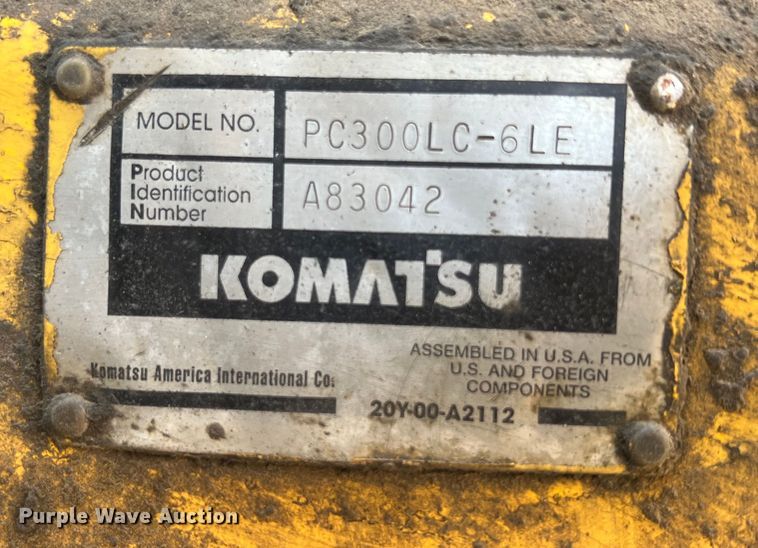 MODEL NO. PC300LC-6LE
Product
Identification
Number
A83042
KOMATSU
Komatsu America International Co.
ASSEMBLED IN U.S.A. FROM
U.S. AND FOREIGN
COMPONENTS
20Y-00-A2112
Purple Wave Auction